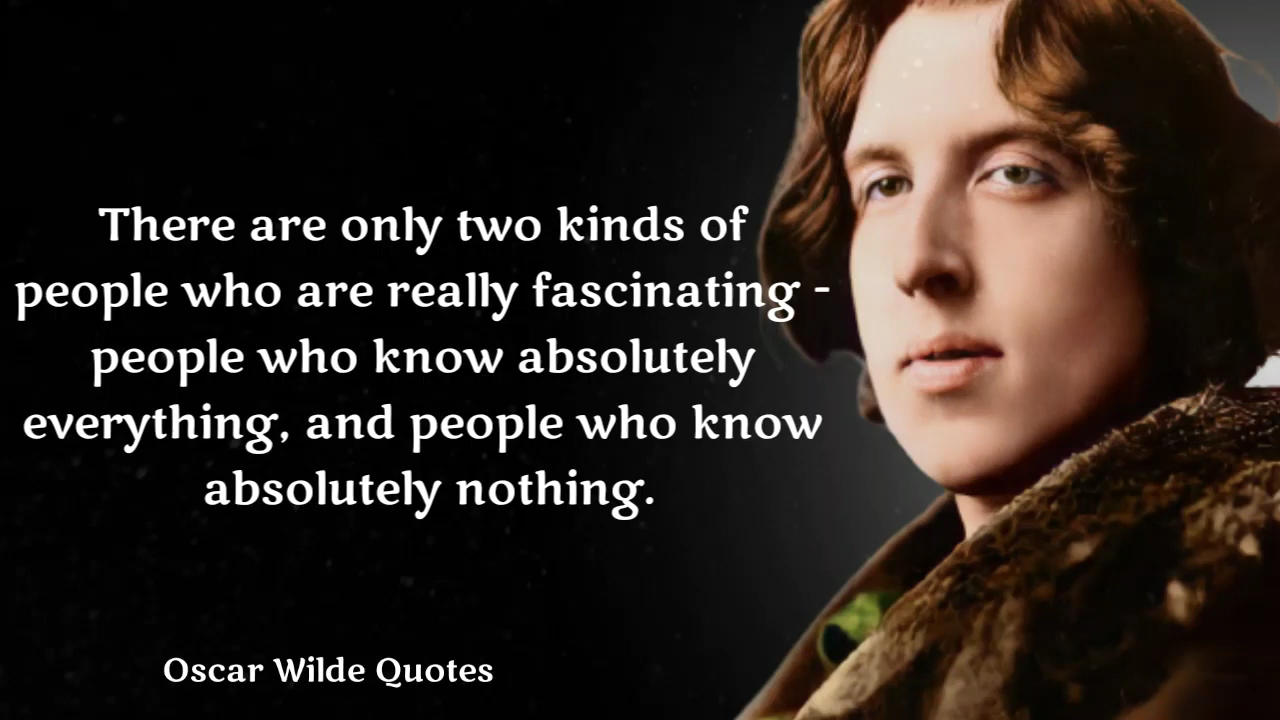 There are only two kinds of
people who are really fascinating -
people who know absolutely
everything, and people who know
absolutely nothing.
Oscar Wilde Quotes